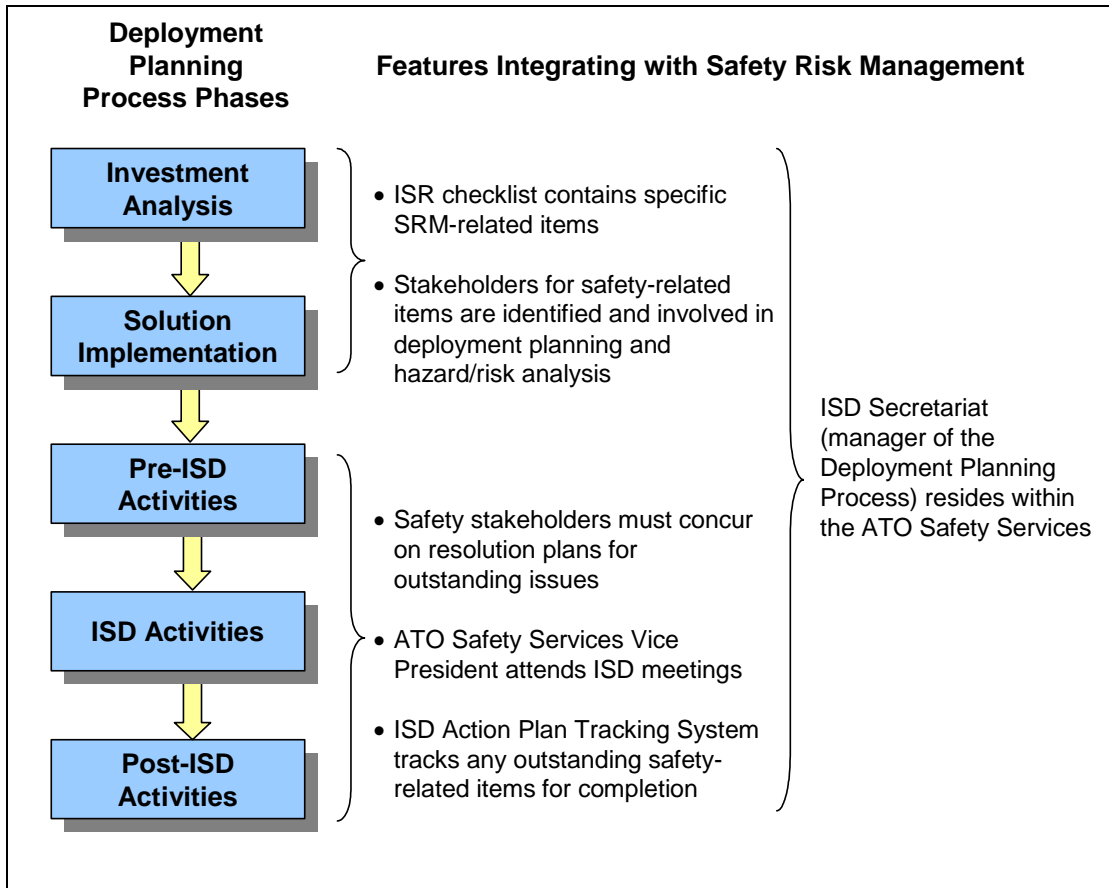 Deployment
Planning
Process Phases
Features Integrating with Safety Risk Management
Investment
Analysis
Solution
Implementation
Pre-ISD
Activities
ISD Activities
Post-ISD
Activities
• ISR checklist contains specific
SRM-related items
• Stakeholders for safety-related
items are identified and involved in
deployment planning and
hazard/risk analysis
• Safety stakeholders must concur
on resolution plans for
outstanding issues
• ATO Safety Services Vice
President attends ISD meetings
• ISD Action Plan Tracking System
tracks any outstanding safety-
related items for completion
ISD Secretariat
(manager of the
Deployment Planning
Process) resides within
the ATO Safety Services